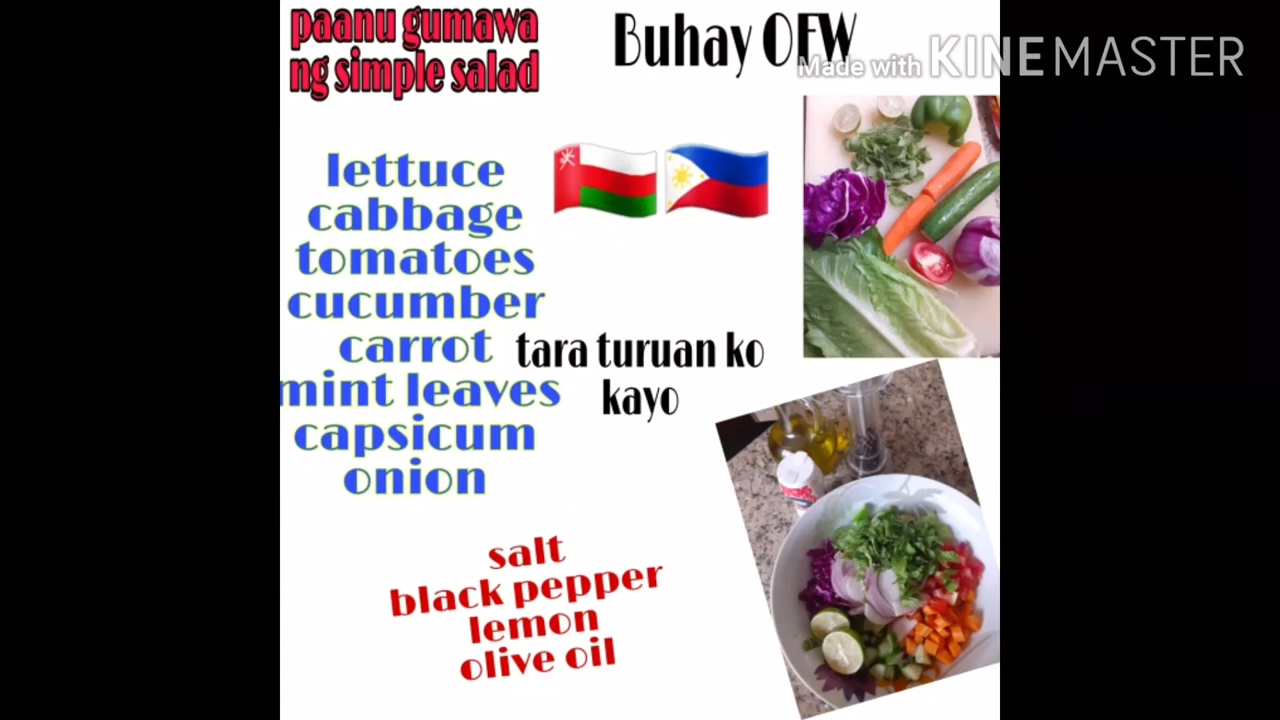 paanu gumawa
ng simple salad
Buhay OFW
Made with KINEMASTER
lettuce
cabbage
tomatoes
cucumber
carrot
mint leaves
capsicum
onion
tara turuan ko
kayo
salt
black pepper
lemon
olive oil